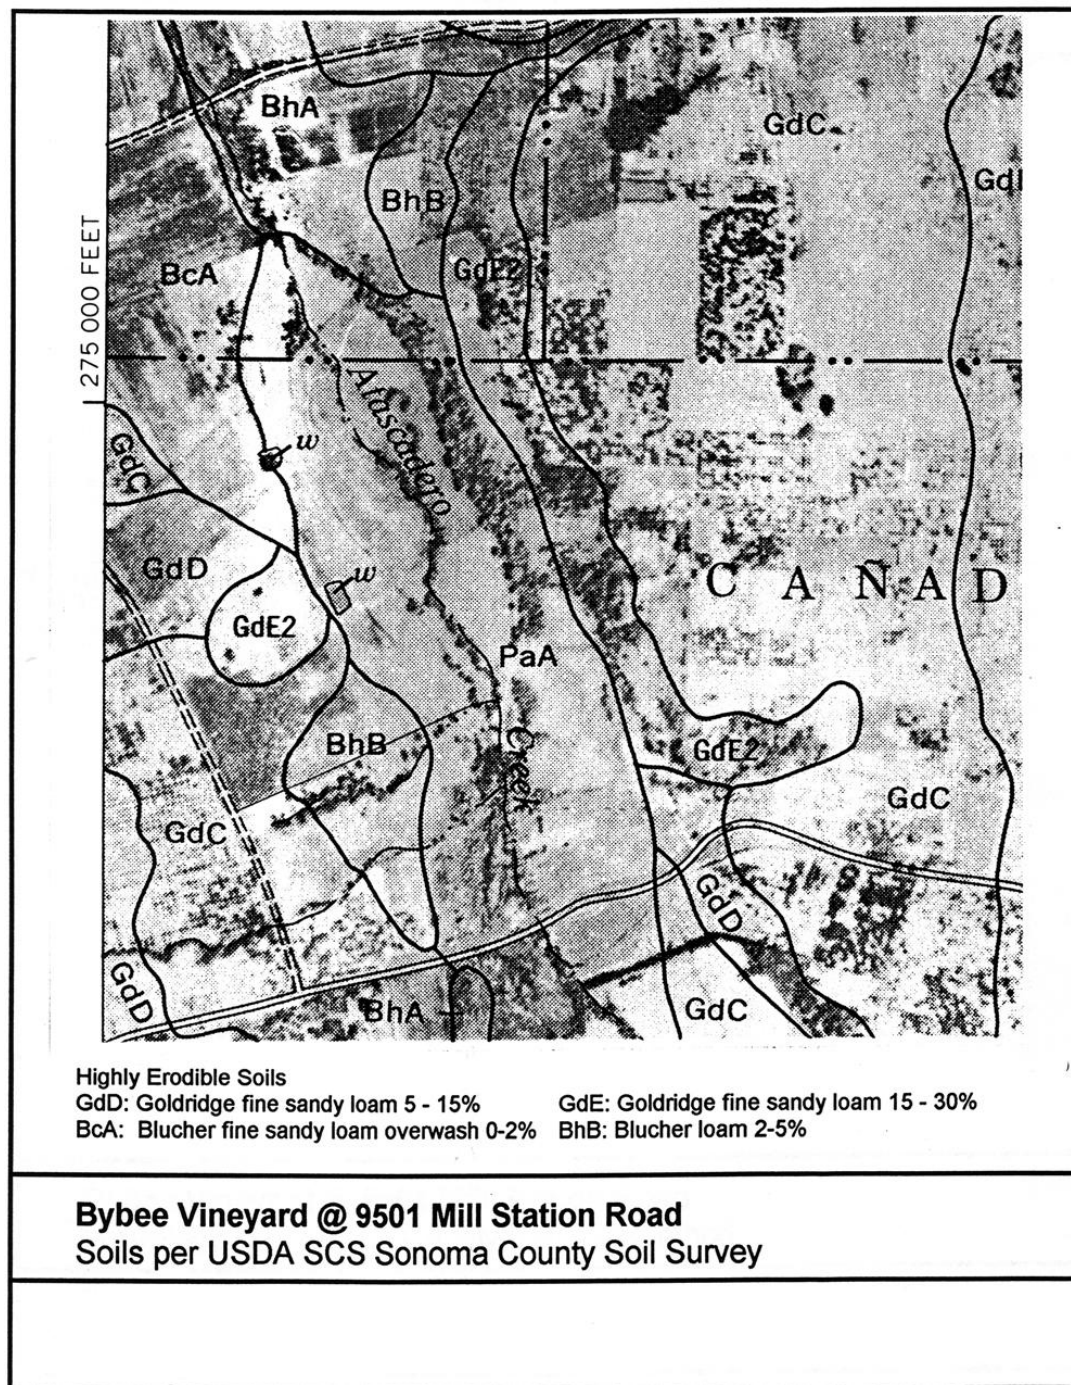 BhA
GdC
GdI
BhB
275 000 FEET
BcA
GdE2
Atascadero
w
GdC
GdD
w
CAÑAD
GdE2
PaA
BhB
Creek
GdE2
GdC
GdC
GdD
GdD
BhA
GdC
Highly Erodible Soils
GdD: Goldridge fine sandy loam 5 - 15% GdE: Goldridge fine sandy loam 15 - 30%
BcA: Blucher fine sandy loam overwash 0-2% BhB: Blucher loam 2-5%
Bybee Vineyard @ 9501 Mill Station Road
Soils per USDA SCS Sonoma County Soil Survey